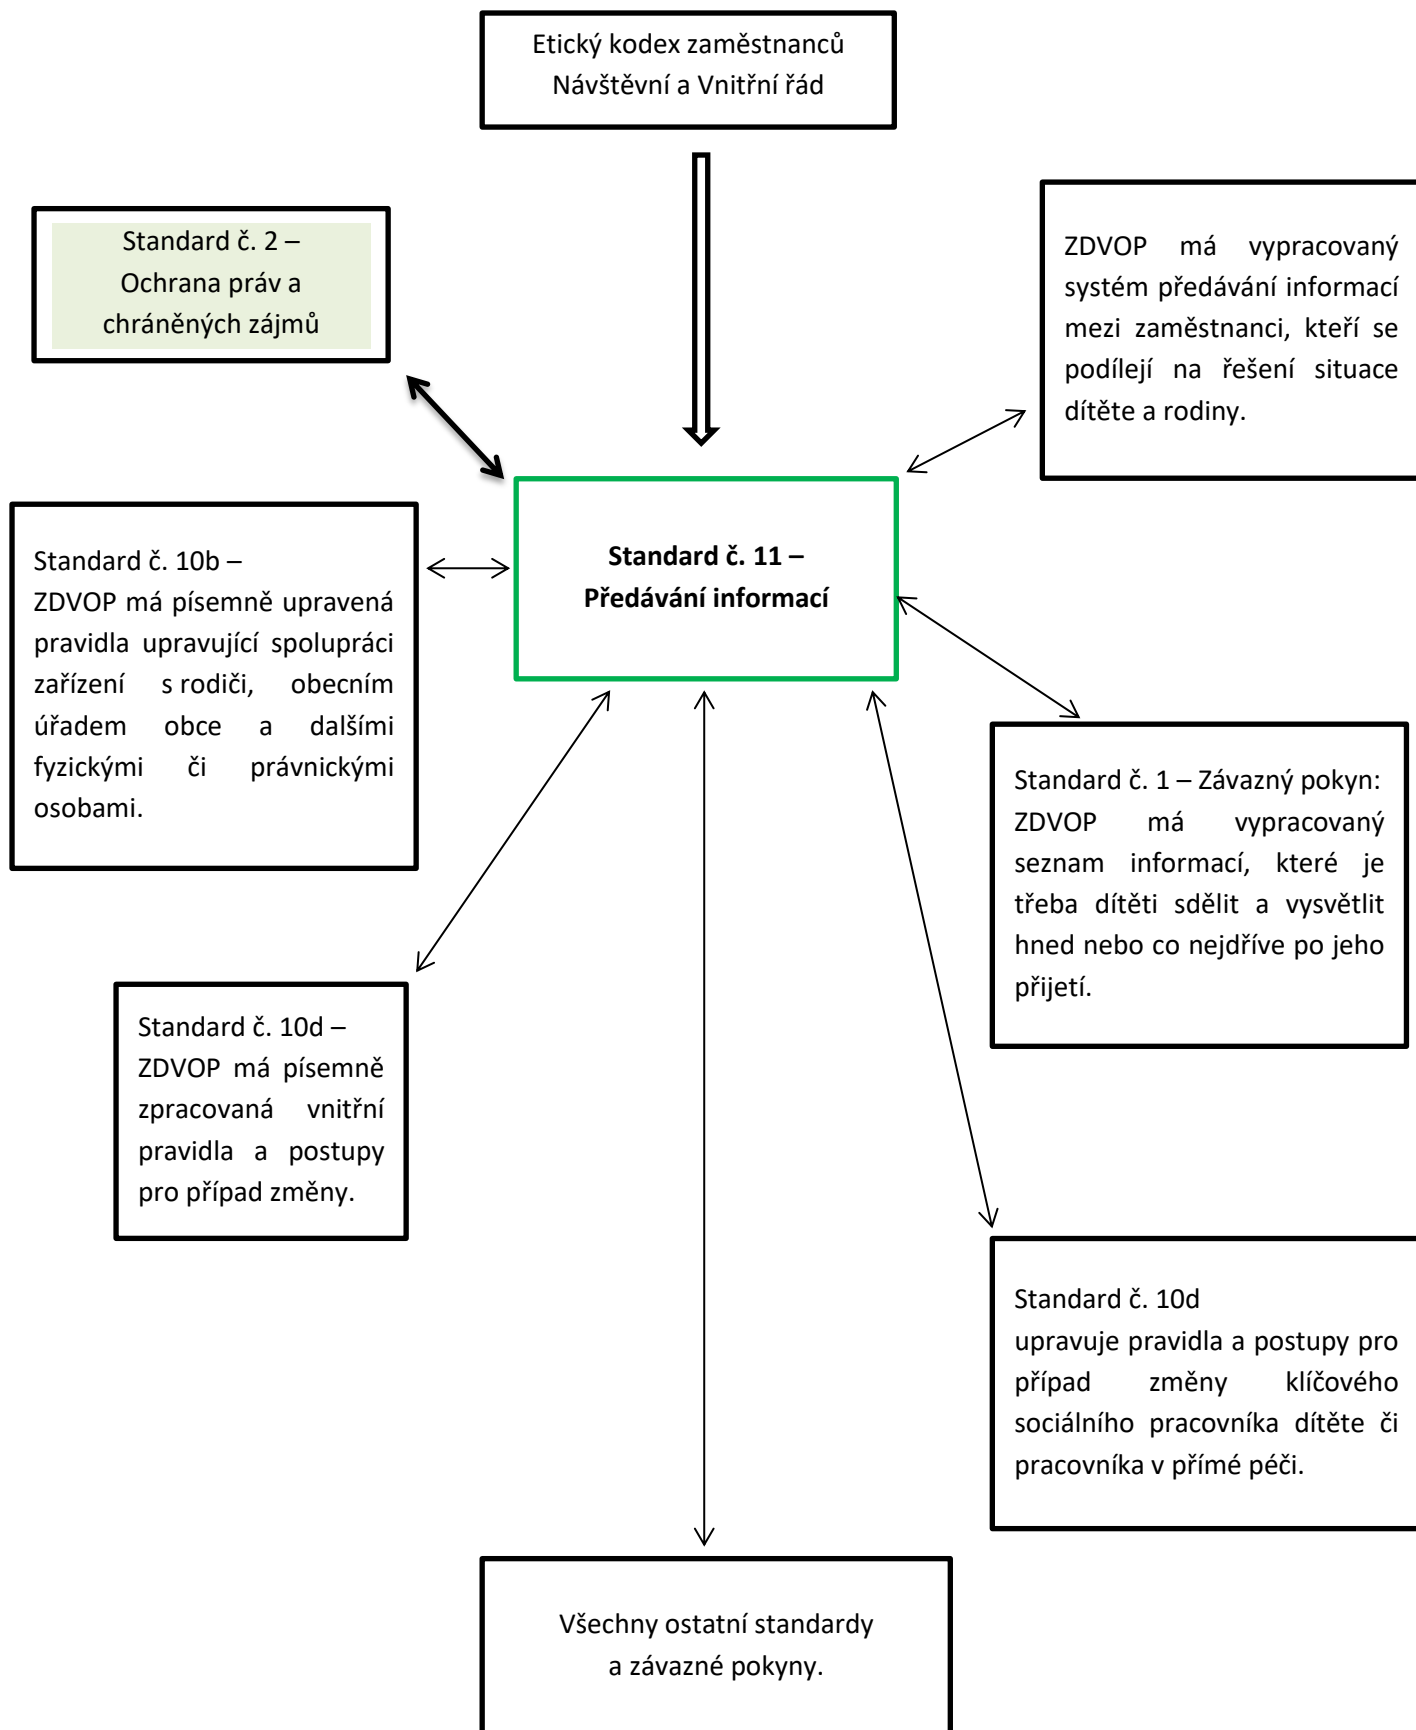 Etický kodex zaměstnanců
Návštěvní a Vnitřní řád
Standard č. 2 –
Ochrana práv a
chráněných zájmů
ZDVOP má vypracovaný
systém předávání informací
mezi zaměstnanci, kteří se
podílejí na řešení situace
dítěte a rodiny.
Standard č. 11 –
Předávání informací
Standard č. 10b –
ZDVOP má písemně upravená
pravidla upravující spolupráci
zařízení s rodiči, obecním
úřadem obce a dalšími
fyzickými či právnickými
osobami.
Standard č. 1 – Závazný pokyn:
ZDVOP má vypracovaný
seznam informací, které je
třeba dítěti sdělit a vysvětlit
hned nebo co nejdříve po jeho
přijetí.
Standard č. 10d –
ZDVOP má písemně
zpracovaná vnitřní
pravidla a postupy
pro případ změny.
Standard č. 10d
upravuje pravidla a postupy pro
případ změny klíčového
sociálního pracovníka dítěte či
pracovníka v přímé péči.
Všechny ostatní standardy
a závazné pokyny.